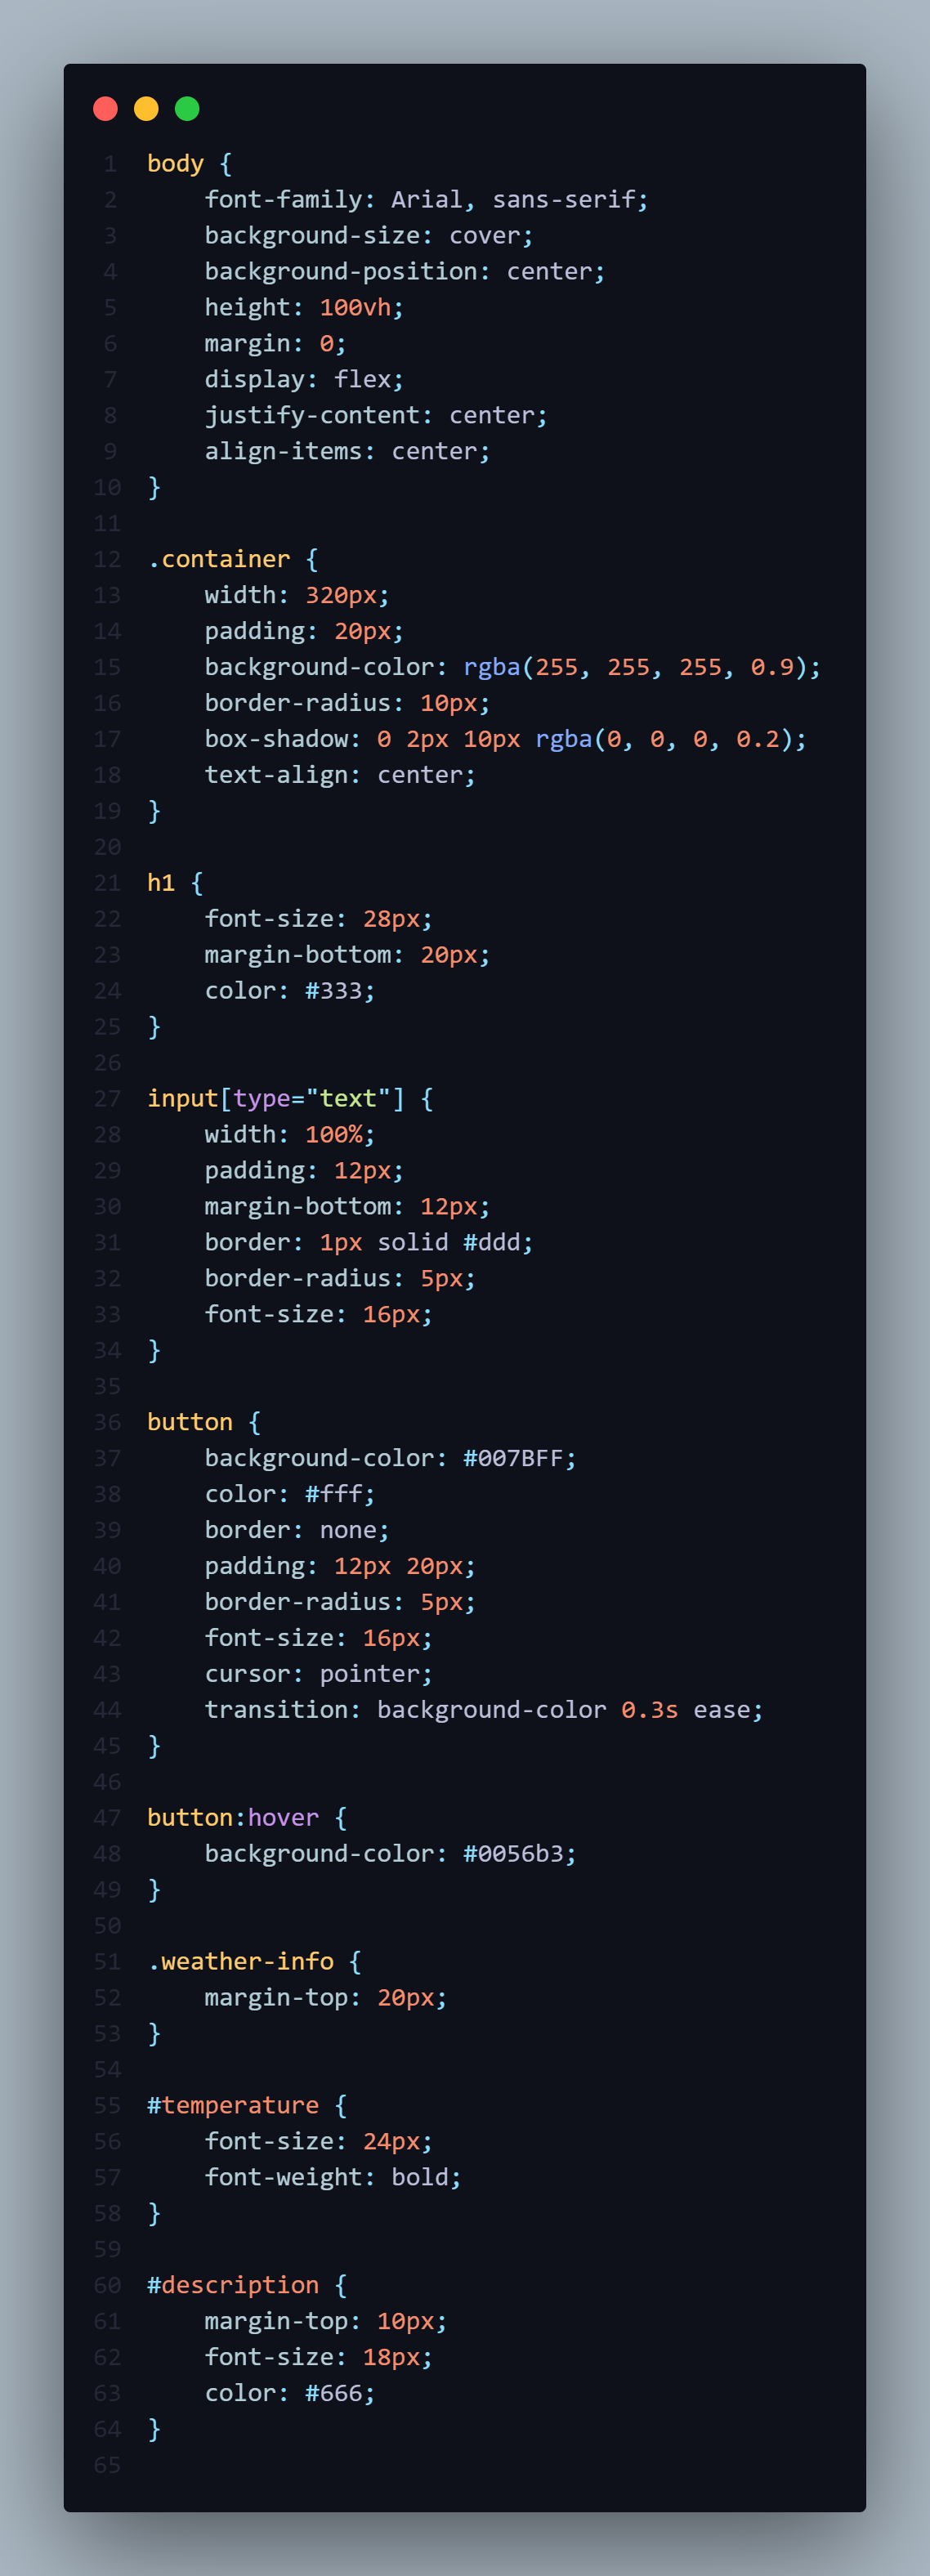 1 body {
2     font-family: Arial, sans-serif;
3     background-size: cover;
4     background-position: center;
5     height: 100vh;
6     margin: 0;
7     display: flex;
8     justify-content: center;
9     align-items: center;
10 }
11
12 .container {
13     width: 320px;
14     padding: 20px;
15     background-color: rgba(255, 255, 255, 0.9);
16     border-radius: 10px;
17     box-shadow: 0 2px 10px rgba(0, 0, 0, 0.2);
18     text-align: center;
19 }
20
21 h1 {
22     font-size: 28px;
23     margin-bottom: 20px;
24     color: #333;
25 }
26
27 input[type="text"] {
28     width: 100%;
29     padding: 12px;
30     margin-bottom: 12px;
31     border: 1px solid #ddd;
32     border-radius: 5px;
33     font-size: 16px;
34 }
35
36 button {
37     background-color: #007BFF;
38     color: #fff;
39     border: none;
40     padding: 12px 20px;
41     border-radius: 5px;
42     font-size: 16px;
43     cursor: pointer;
44     transition: background-color 0.3s ease;
45 }
46
47 button:hover {
48     background-color: #0056b3;
49 }
50
51 .weather-info {
52     margin-top: 20px;
53 }
54
55 #temperature {
56     font-size: 24px;
57     font-weight: bold;
58 }
59
60 #description {
61     margin-top: 10px;
62     font-size: 18px;
63     color: #666;
64 }
65